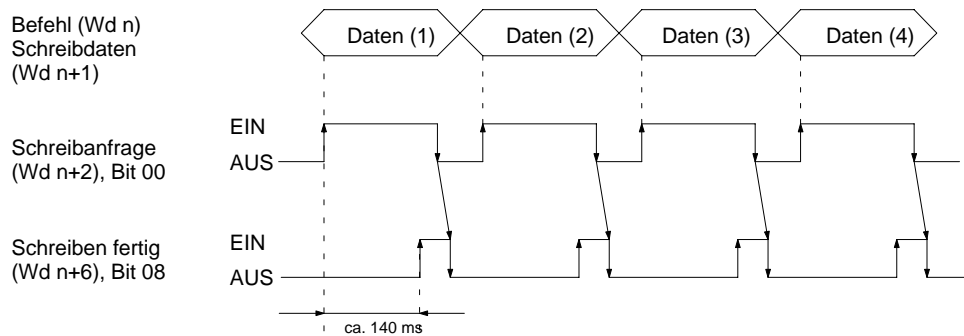 Befehl (Wd n)
Schreibdaten
(Wd n+1)
Daten (1)
Daten (2)
Daten (3)
Daten (4)
Schreibanfrage
(Wd n+2), Bit 00
EIN
AUS
Schreiben fertig
(Wd n+6), Bit 08
EIN
AUS
ca. 140 ms